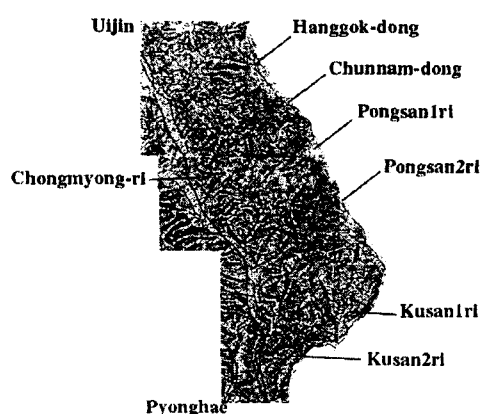 Uijin
Hanggok-dong
Chunnam-dong
Pongsan1ri
Chongmyong-ri
Pongsan2ri
Kusan1ri
Kusan2ri
Pyonghae